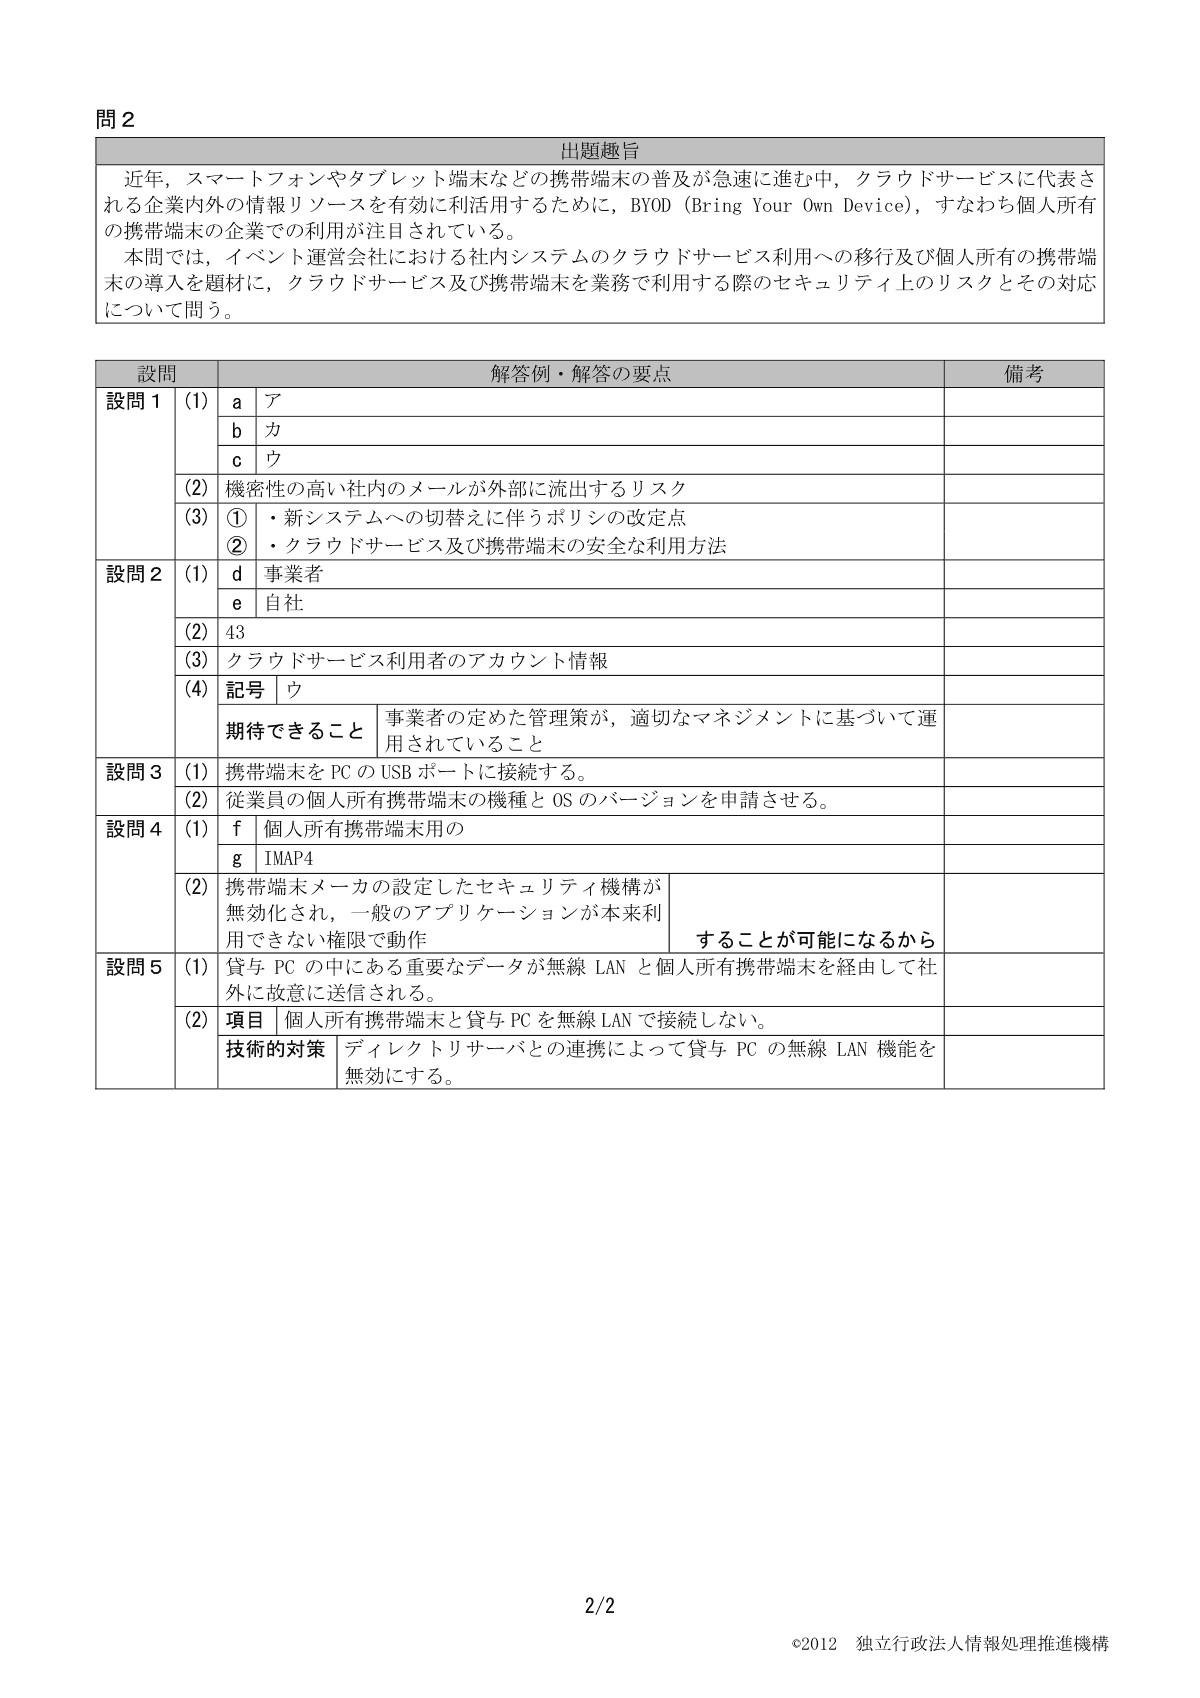 問２
出題趣旨
近年，スマートフォンやタブレット端末などの携帯端末の普及が急速に進む中，クラウドサービスに代表さ
れる企業内外の情報リソースを有効に利活用するために，BYOD（Bring Your Own Device），すなわち個人所有
の携帯端末の企業での利用が注目されている。
本問では，イベント運営会社における社内システムのクラウドサービス利用への移行及び個人所有の携帯端
末の導入を題材に，クラウドサービス及び携帯端末を業務で利用する際のセキュリティ上のリスクとその対応
について問う。
設問 解答例・解答の要点 備考
設問１ (1) a ア
b カ
c ウ
(2) 機密性の高い社内のメールが外部に流出するリスク
(3) ① ・新システムへの切替えに伴うポリシの改定点
② ・クラウドサービス及び携帯端末の安全な利用方法
設問２ (1) d 事業者
e 自社
(2) 43
(3) クラウドサービス利用者のアカウント情報
(4) 記号 ウ
期待できること 事業者の定めた管理策が，適切なマネジメントに基づいて運
用されていること
設問３ (1) 携帯端末を PC の USB ポートに接続する。
(2) 従業員の個人所有携帯端末の機種と OS のバージョンを申請させる。
設問４ (1) f 個人所有携帯端末用の
g IMAP4
(2) 携帯端末メーカの設定したセキュリティ機構が
無効化され，一般のアプリケーションが本来利
用できない権限で動作 することが可能になるから
設問５ (1) 貸与 PC の中にある重要なデータが無線 LAN と個人所有携帯端末を経由して社
外に故意に送信される。
(2) 項目 個人所有携帯端末と貸与 PC を無線 LAN で接続しない。
技術的対策 ディレクトリサーバとの連携によって貸与 PC の無線 LAN 機能を
無効にする。
2/2
©2012 独立行政法人情報処理推進機構